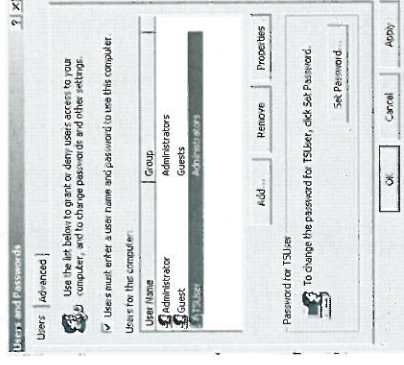 Users and Passwords
Users Advanced
Use the list below to grant or deny users access to your
computer, and to change passwords and other settings.
Users must enter a user name and password to use this computer.
Users for this computer:
User Name Group
Administrator Administrators
Guest Guests
TSUser Administrators
Add... Remove Properties
Password for TSUser
To change the password for TSUser, click Set Password.
Set Password...
OK Cancel Apply